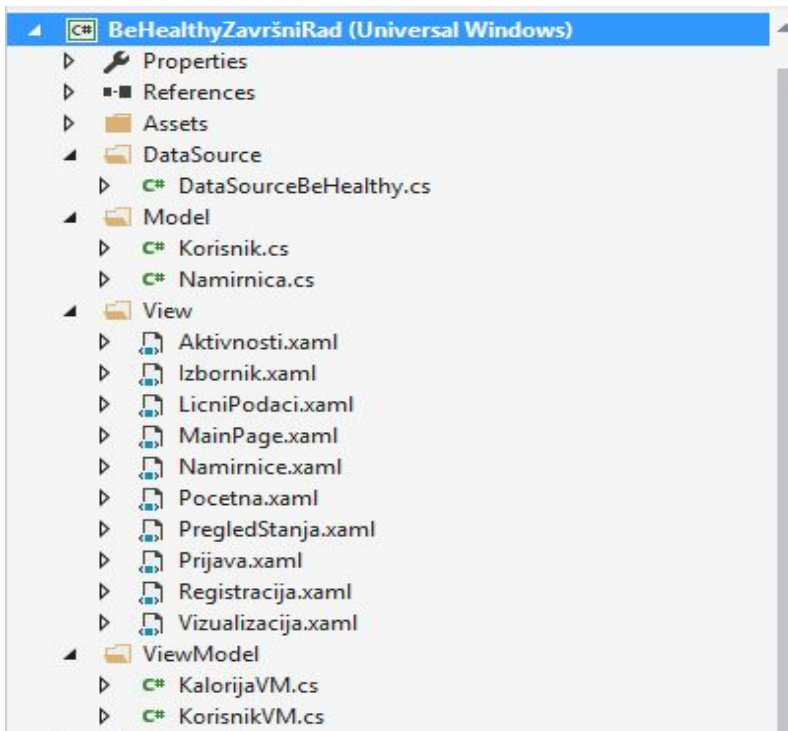 C# BeHealthyZavršniRad (Universal Windows)
Properties
References
Assets
DataSource
C# DataSourceBeHealthy.cs
Model
C# Korisnik.cs
C# Namirnica.cs
View
Aktivnosti.xaml
Izbornik.xaml
LicniPodaci.xaml
MainPage.xaml
Namirnice.xaml
Pocetna.xaml
PregledStanja.xaml
Prijava.xaml
Registracija.xaml
Vizualizacija.xaml
ViewModel
C# KalorijaVM.cs
C# KorisnikVM.cs